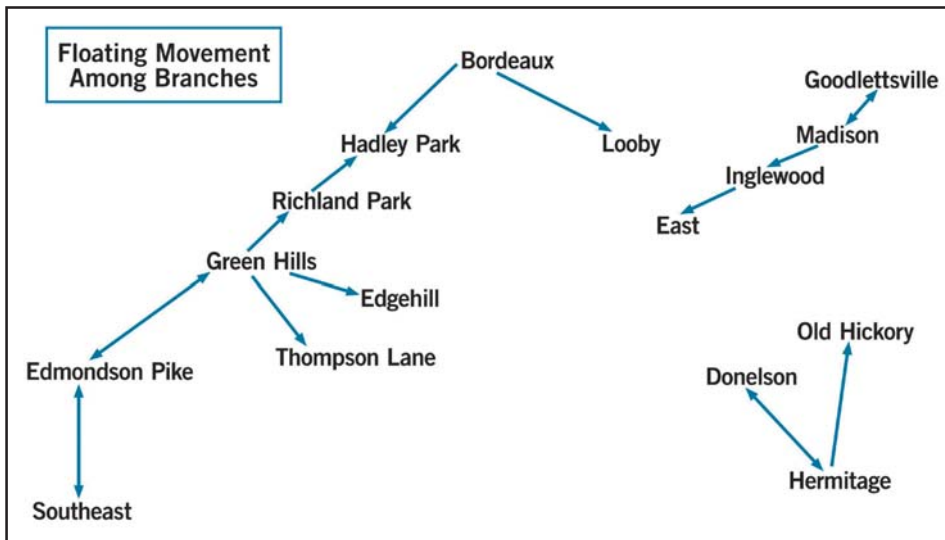 Floating Movement
Among Branches
Bordeaux
Goodlettsville
Hadley Park
Looby
Madison
Inglewood
Richland Park
East
Green Hills
Edgehill
Old Hickory
Thompson Lane
Edmondson Pike
Donelson
Hermitage
Southeast